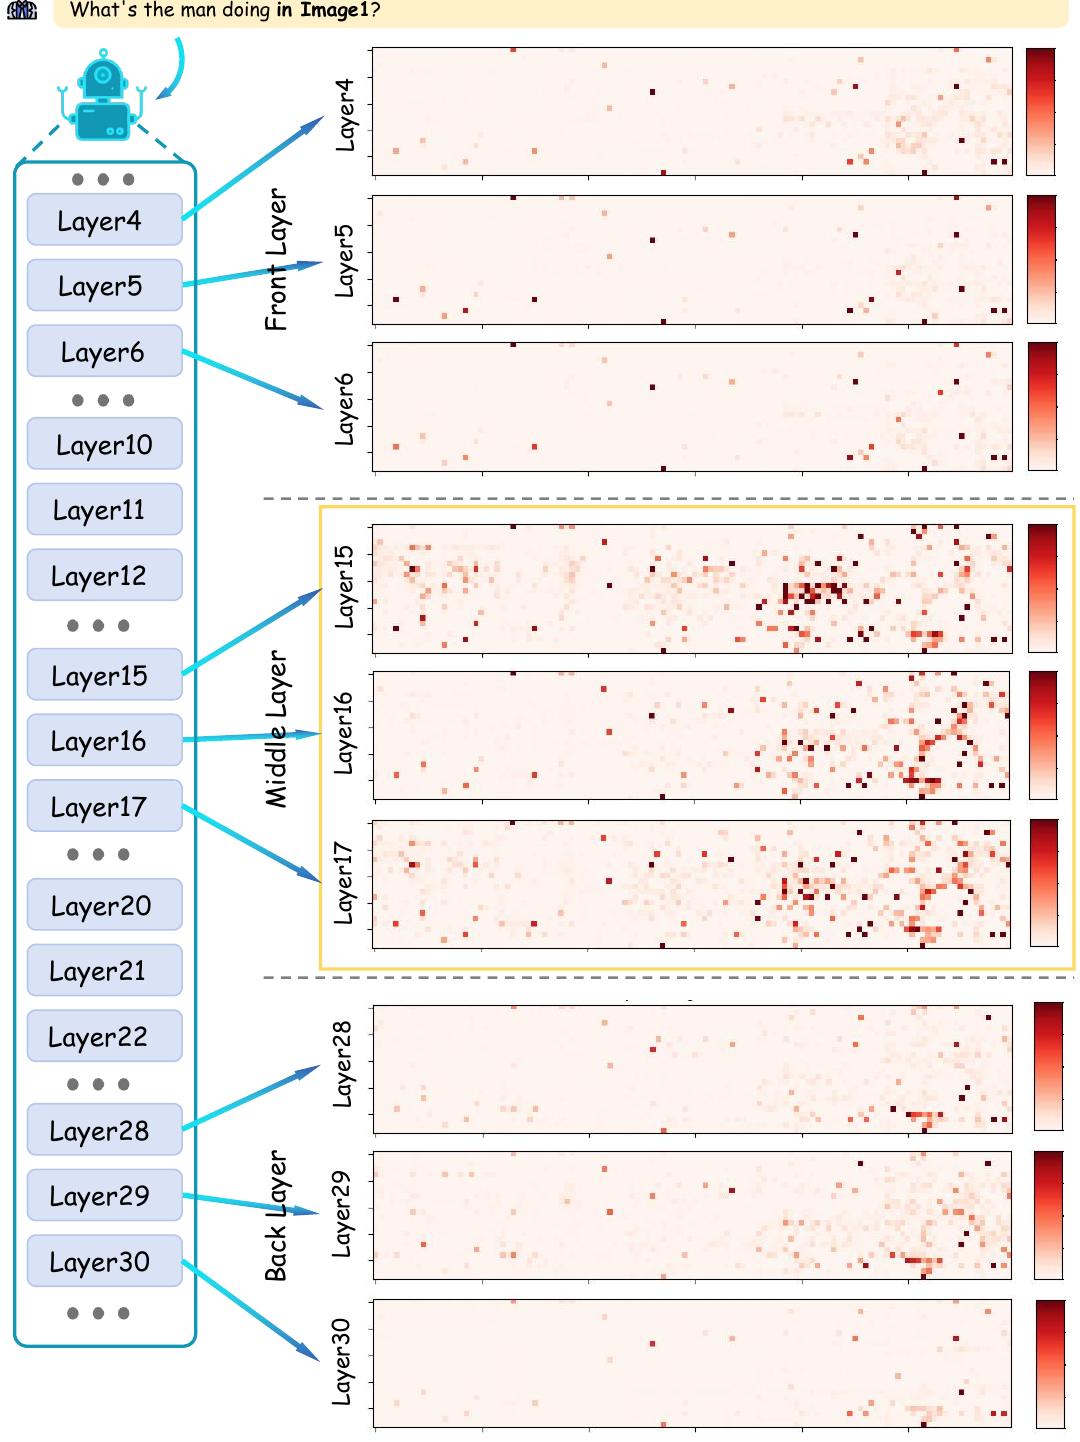 What's the man doing in Image1?
Layer4
Layer5
Layer6
Layer10
Layer11
Layer12
Layer15
Layer16
Layer17
Layer20
Layer21
Layer22
Layer28
Layer29
Layer30
Front Layer
Layer4
Layer5
Layer6
Middle Layer
Layer15
Layer16
Layer17
Back Layer
Layer28
Layer29
Layer30